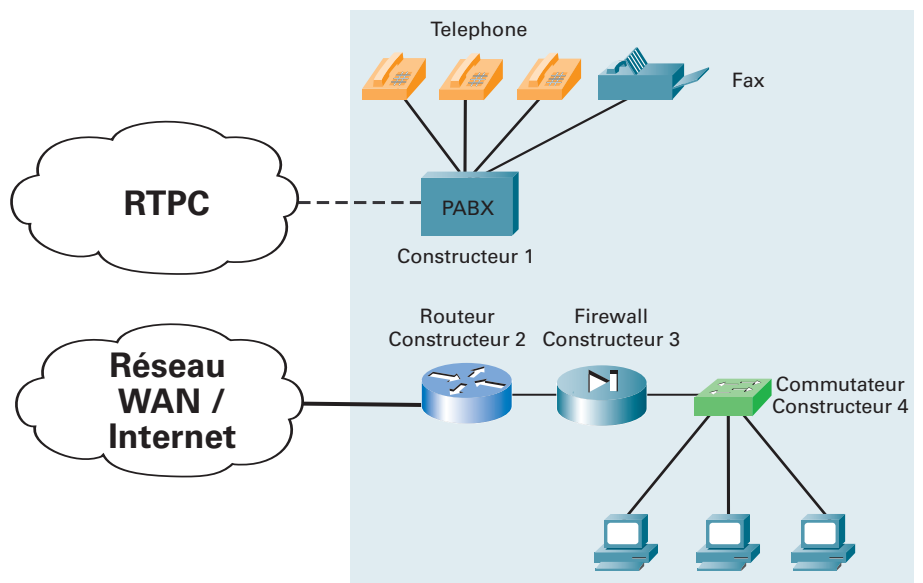 Telephone
Fax
RTPC
PABX
Constructeur 1
Routeur
Constructeur 2
Firewall
Constructeur 3
Réseau
WAN /
Internet
Commutateur
Constructeur 4